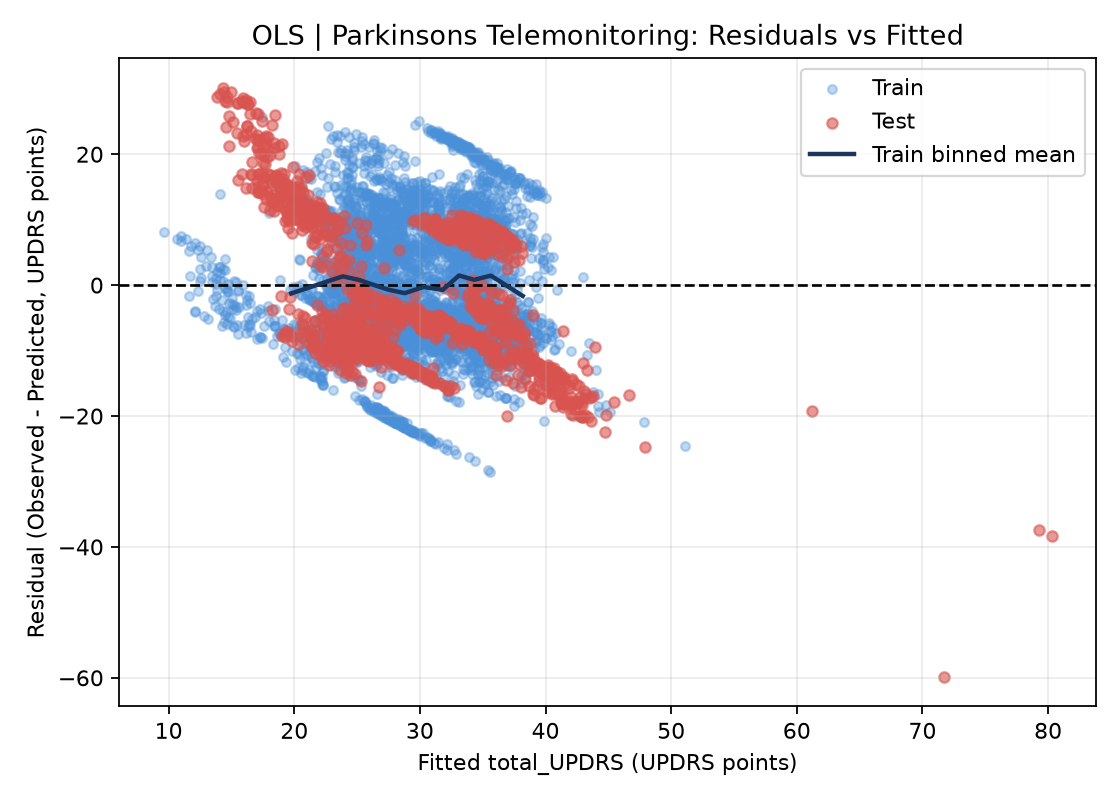 OLS | Parkinsons Telemonitoring: Residuals vs Fitted
Train
Test
Train binned mean
Residual (Observed - Predicted, UPDRS points)
20
0
−20
−40
−60
10 20 30 40 50 60 70 80
Fitted total_UPDRS (UPDRS points)